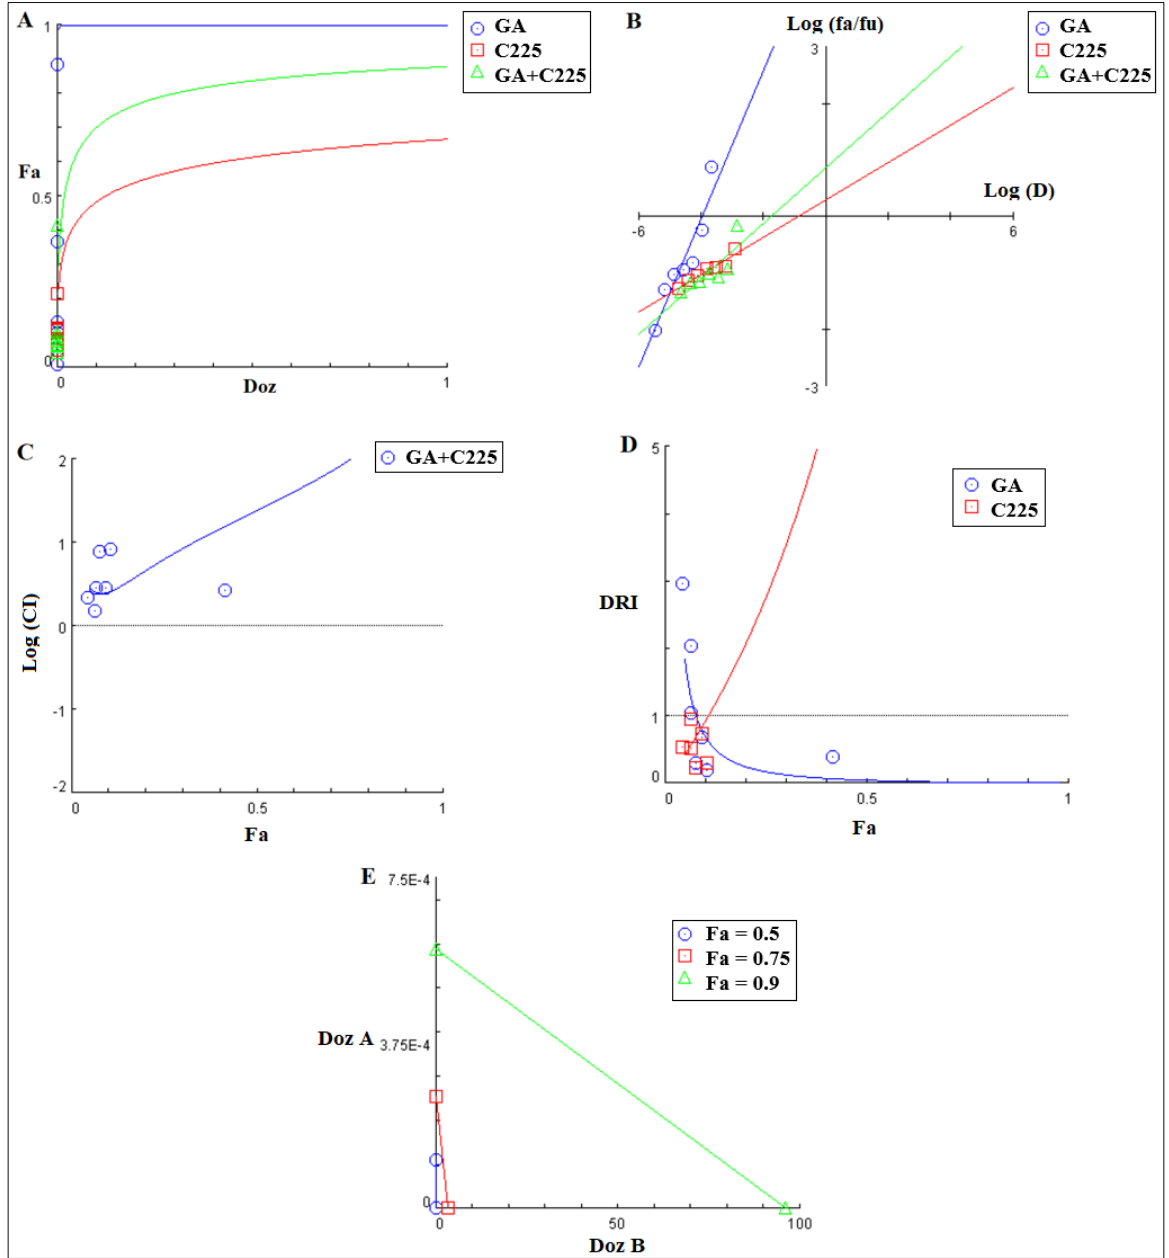 A
1
Fa
0.5
0
0
Doz
1
GA
C225
GA+C225
B
Log (fa/fu)
3
Log (D)
-6
6
-3
GA
C225
GA+C225
C
2
1
Log (CI)
0
-1
-2
0
0.5
1
Fa
GA+C225
D
5
DRI
1
0
0
0.5
1
Fa
GA
C225
E
7.5E-4
Doz A
3.75E-4
0
0
50
100
Doz B
Fa = 0.5
Fa = 0.75
Fa = 0.9